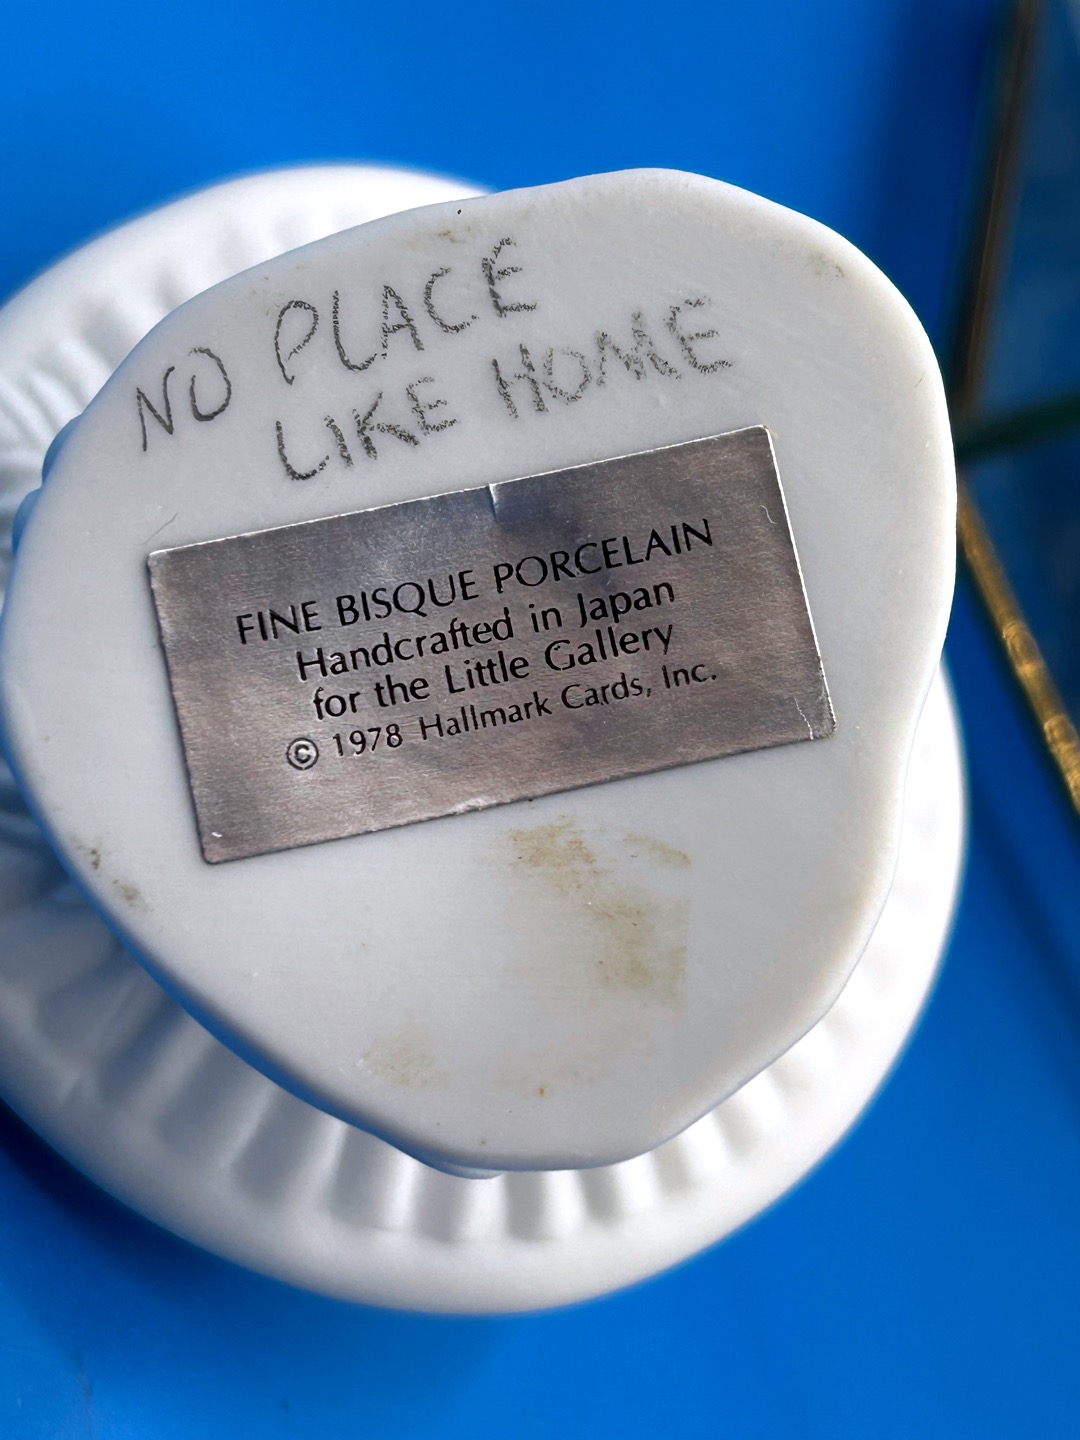 NO PLACE
LIKE HOME
FINE BISQUE PORCELAIN
Handcrafted in Japan
for the Little Gallery
© 1978 Hallmark Cards, Inc.